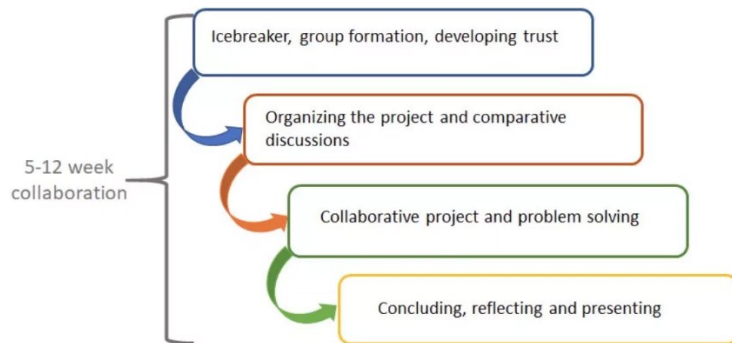 Icebreaker, group formation, developing trust
Organizing the project and comparative
discussions
5-12 week
collaboration
Collaborative project and problem solving
Concluding, reflecting and presenting